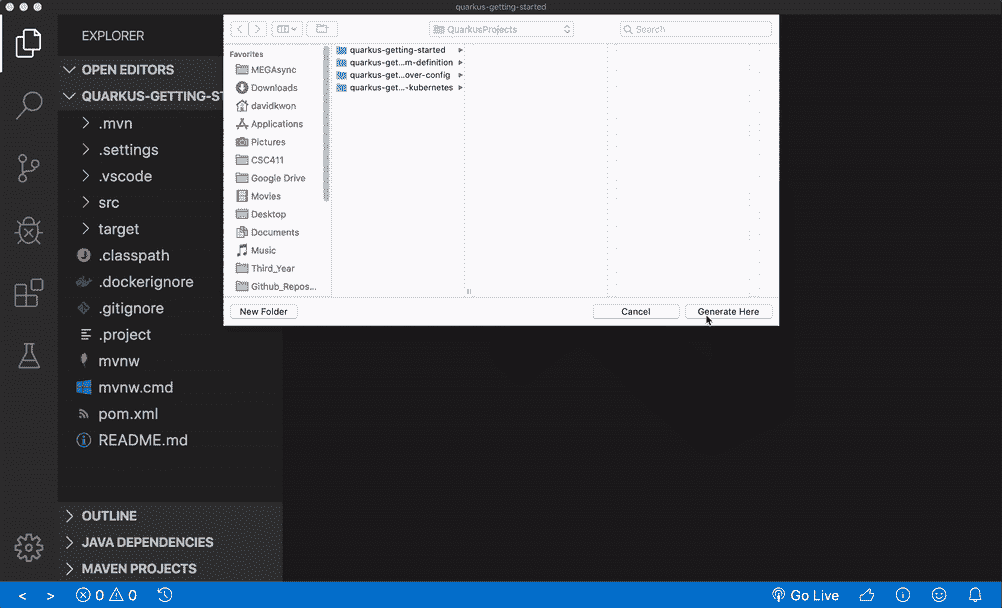 quarkus-getting-started
EXPLORER
OPEN EDITORS
QUARKUS-GETTING-ST
.mvn
.settings
.vscode
src
target
.classpath
.dockerignore
.gitignore
.project
mvnw
mvnw.cmd
pom.xml
README.md
OUTLINE
JAVA DEPENDENCIES
MAVEN PROJECTS
QuarkusProjects
Search
Favorites
MEGAsync
Downloads
davidkwon
Applications
Pictures
CSC411
Google Drive
Movies
Desktop
Documents
Music
Third_Year
Github_Repos...
quarkus-getting-started
quarkus-get...m-definition
quarkus-get...over-config
quarkus-get...-kubernetes
New Folder
Cancel
Generate Here
0
0
Go Live